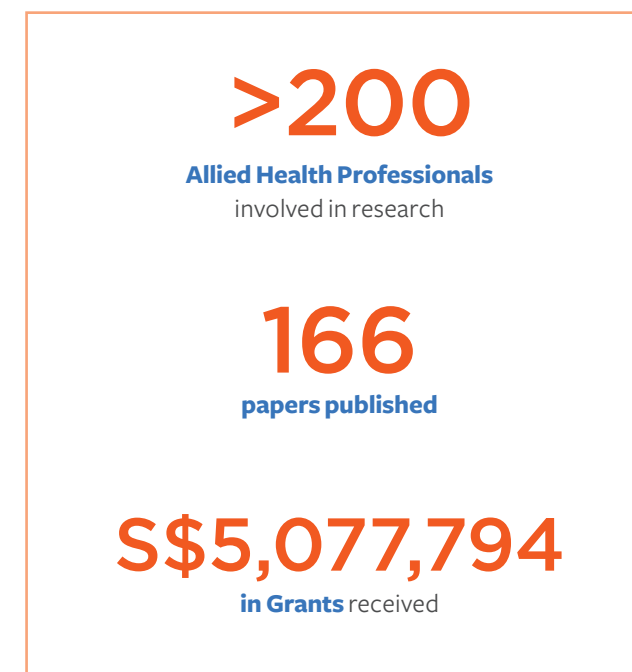 >200
Allied Health Professionals
involved in research
166
papers published
S$5,077,794
in Grants received